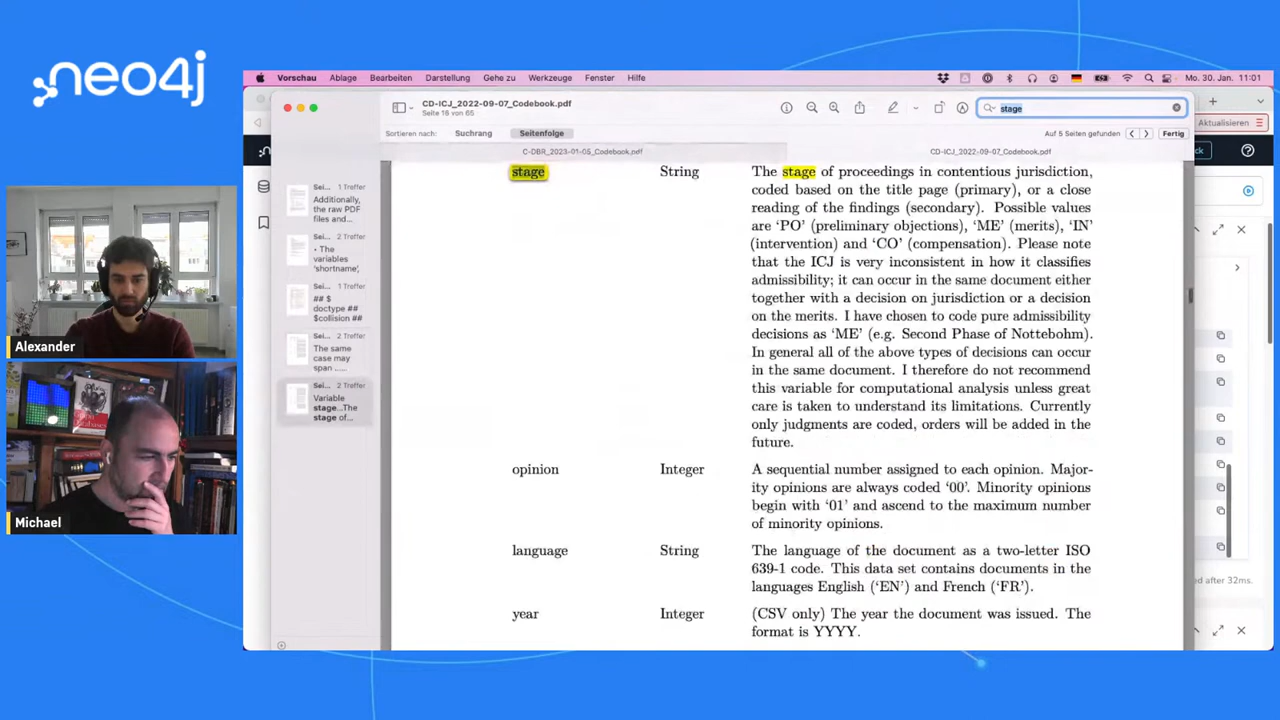 neo4j
Vorschau Ablage Bearbeiten Darstellung Gehe zu Werkzeuge Fenster Hilfe
Mo. 30. Jan. 11:01
CD-ICJ_2022-09-07_Codebook.pdf
Seite 16 von 65
stage
Aktualisieren
Sortieren nach: Suchrang Seitenfolge
Auf 5 Seiten gefunden
Fertig
C-DBR_2023-01-05_Codebook.pdf
CD-ICJ_2022-09-07_Codebook.pdf
Sei... 1 Treffer
Additionally,
the raw PDF
files and...
Sei... 2 Treffer
• The
variables
'shortname',
Sei... 1 Treffer
## $
doctype ##
$collision ##
Sei... 2 Treffer
The same
case may
span ......
Sei... 2 Treffer
Variable
stage...The
stage of...
stage String The stage of proceedings in contentious jurisdiction,
coded based on the title page (primary), or a close
reading of the findings (secondary). Possible values
are ‘PO’ (preliminary objections), ‘ME’ (merits), ‘IN’
(intervention) and ‘CO’ (compensation). Please note
that the ICJ is very inconsistent in how it classifies
admissibility; it can occur in the same document either
together with a decision on jurisdiction or a decision
on the merits. I have chosen to code pure admissibility
decisions as ‘ME’ (e.g. Second Phase of Nottebohm).
In general all of the above types of decisions can occur
in the same document. I therefore do not recommend
this variable for computational analysis unless great
care is taken to understand its limitations. Currently
only judgments are coded, orders will be added in the
future.
opinion Integer A sequential number assigned to each opinion. Major-
ity opinions are always coded ‘00’. Minority opinions
begin with ‘01’ and ascend to the maximum number
of minority opinions.
language String The language of the document as a two-letter ISO
639-1 code. This data set contains documents in the
languages English (‘EN’) and French (‘FR’).
year Integer (CSV only) The year the document was issued. The
format is YYYY.
ck
ed after 32ms.
Alexander
Michael